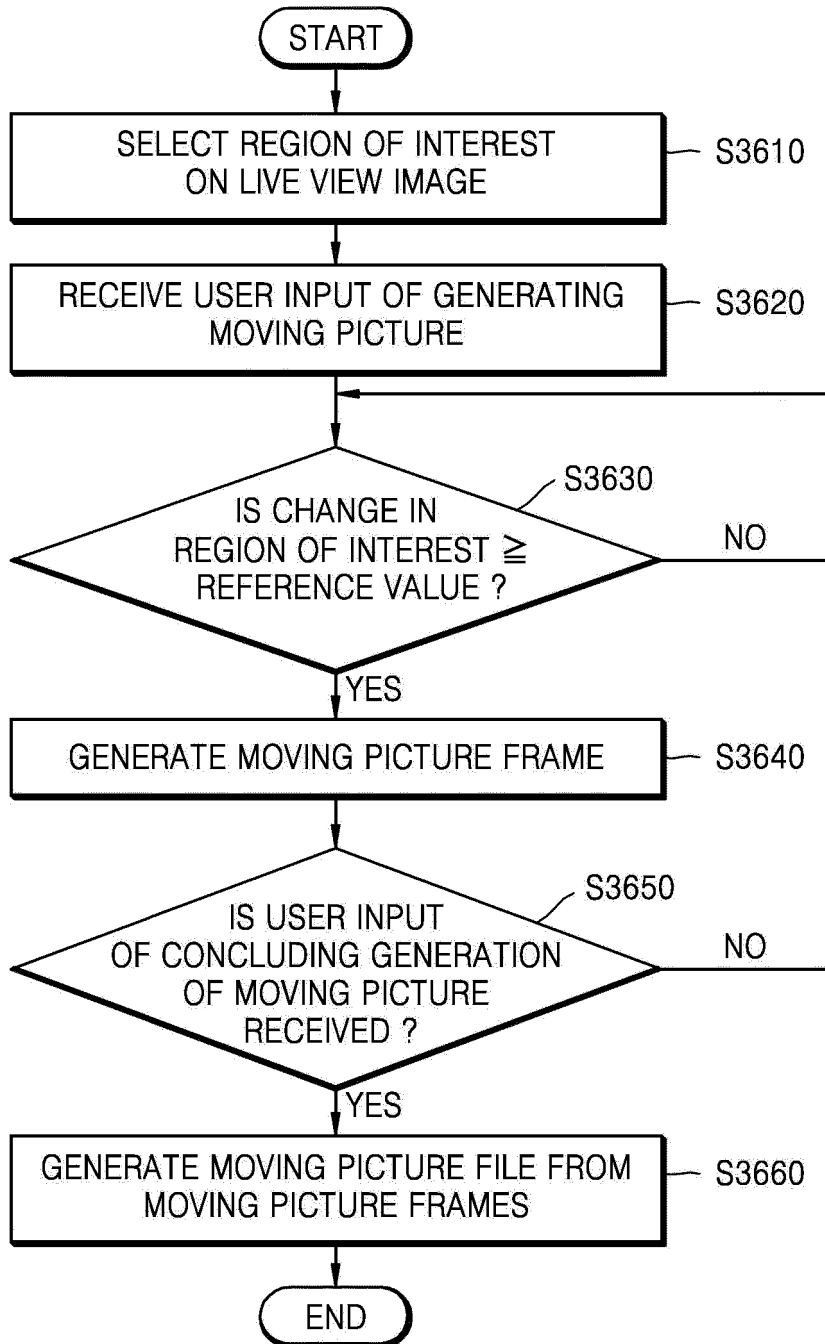 START
SELECT REGION OF INTEREST
ON LIVE VIEW IMAGE
S3610
RECEIVE USER INPUT OF GENERATING
MOVING PICTURE
S3620
S3630
IS CHANGE IN
REGION OF INTEREST ≧
REFERENCE VALUE ?
NO
YES
GENERATE MOVING PICTURE FRAME
S3640
S3650
IS USER INPUT
OF CONCLUDING GENERATION
OF MOVING PICTURE
RECEIVED ?
NO
YES
GENERATE MOVING PICTURE FILE FROM
MOVING PICTURE FRAMES
S3660
END